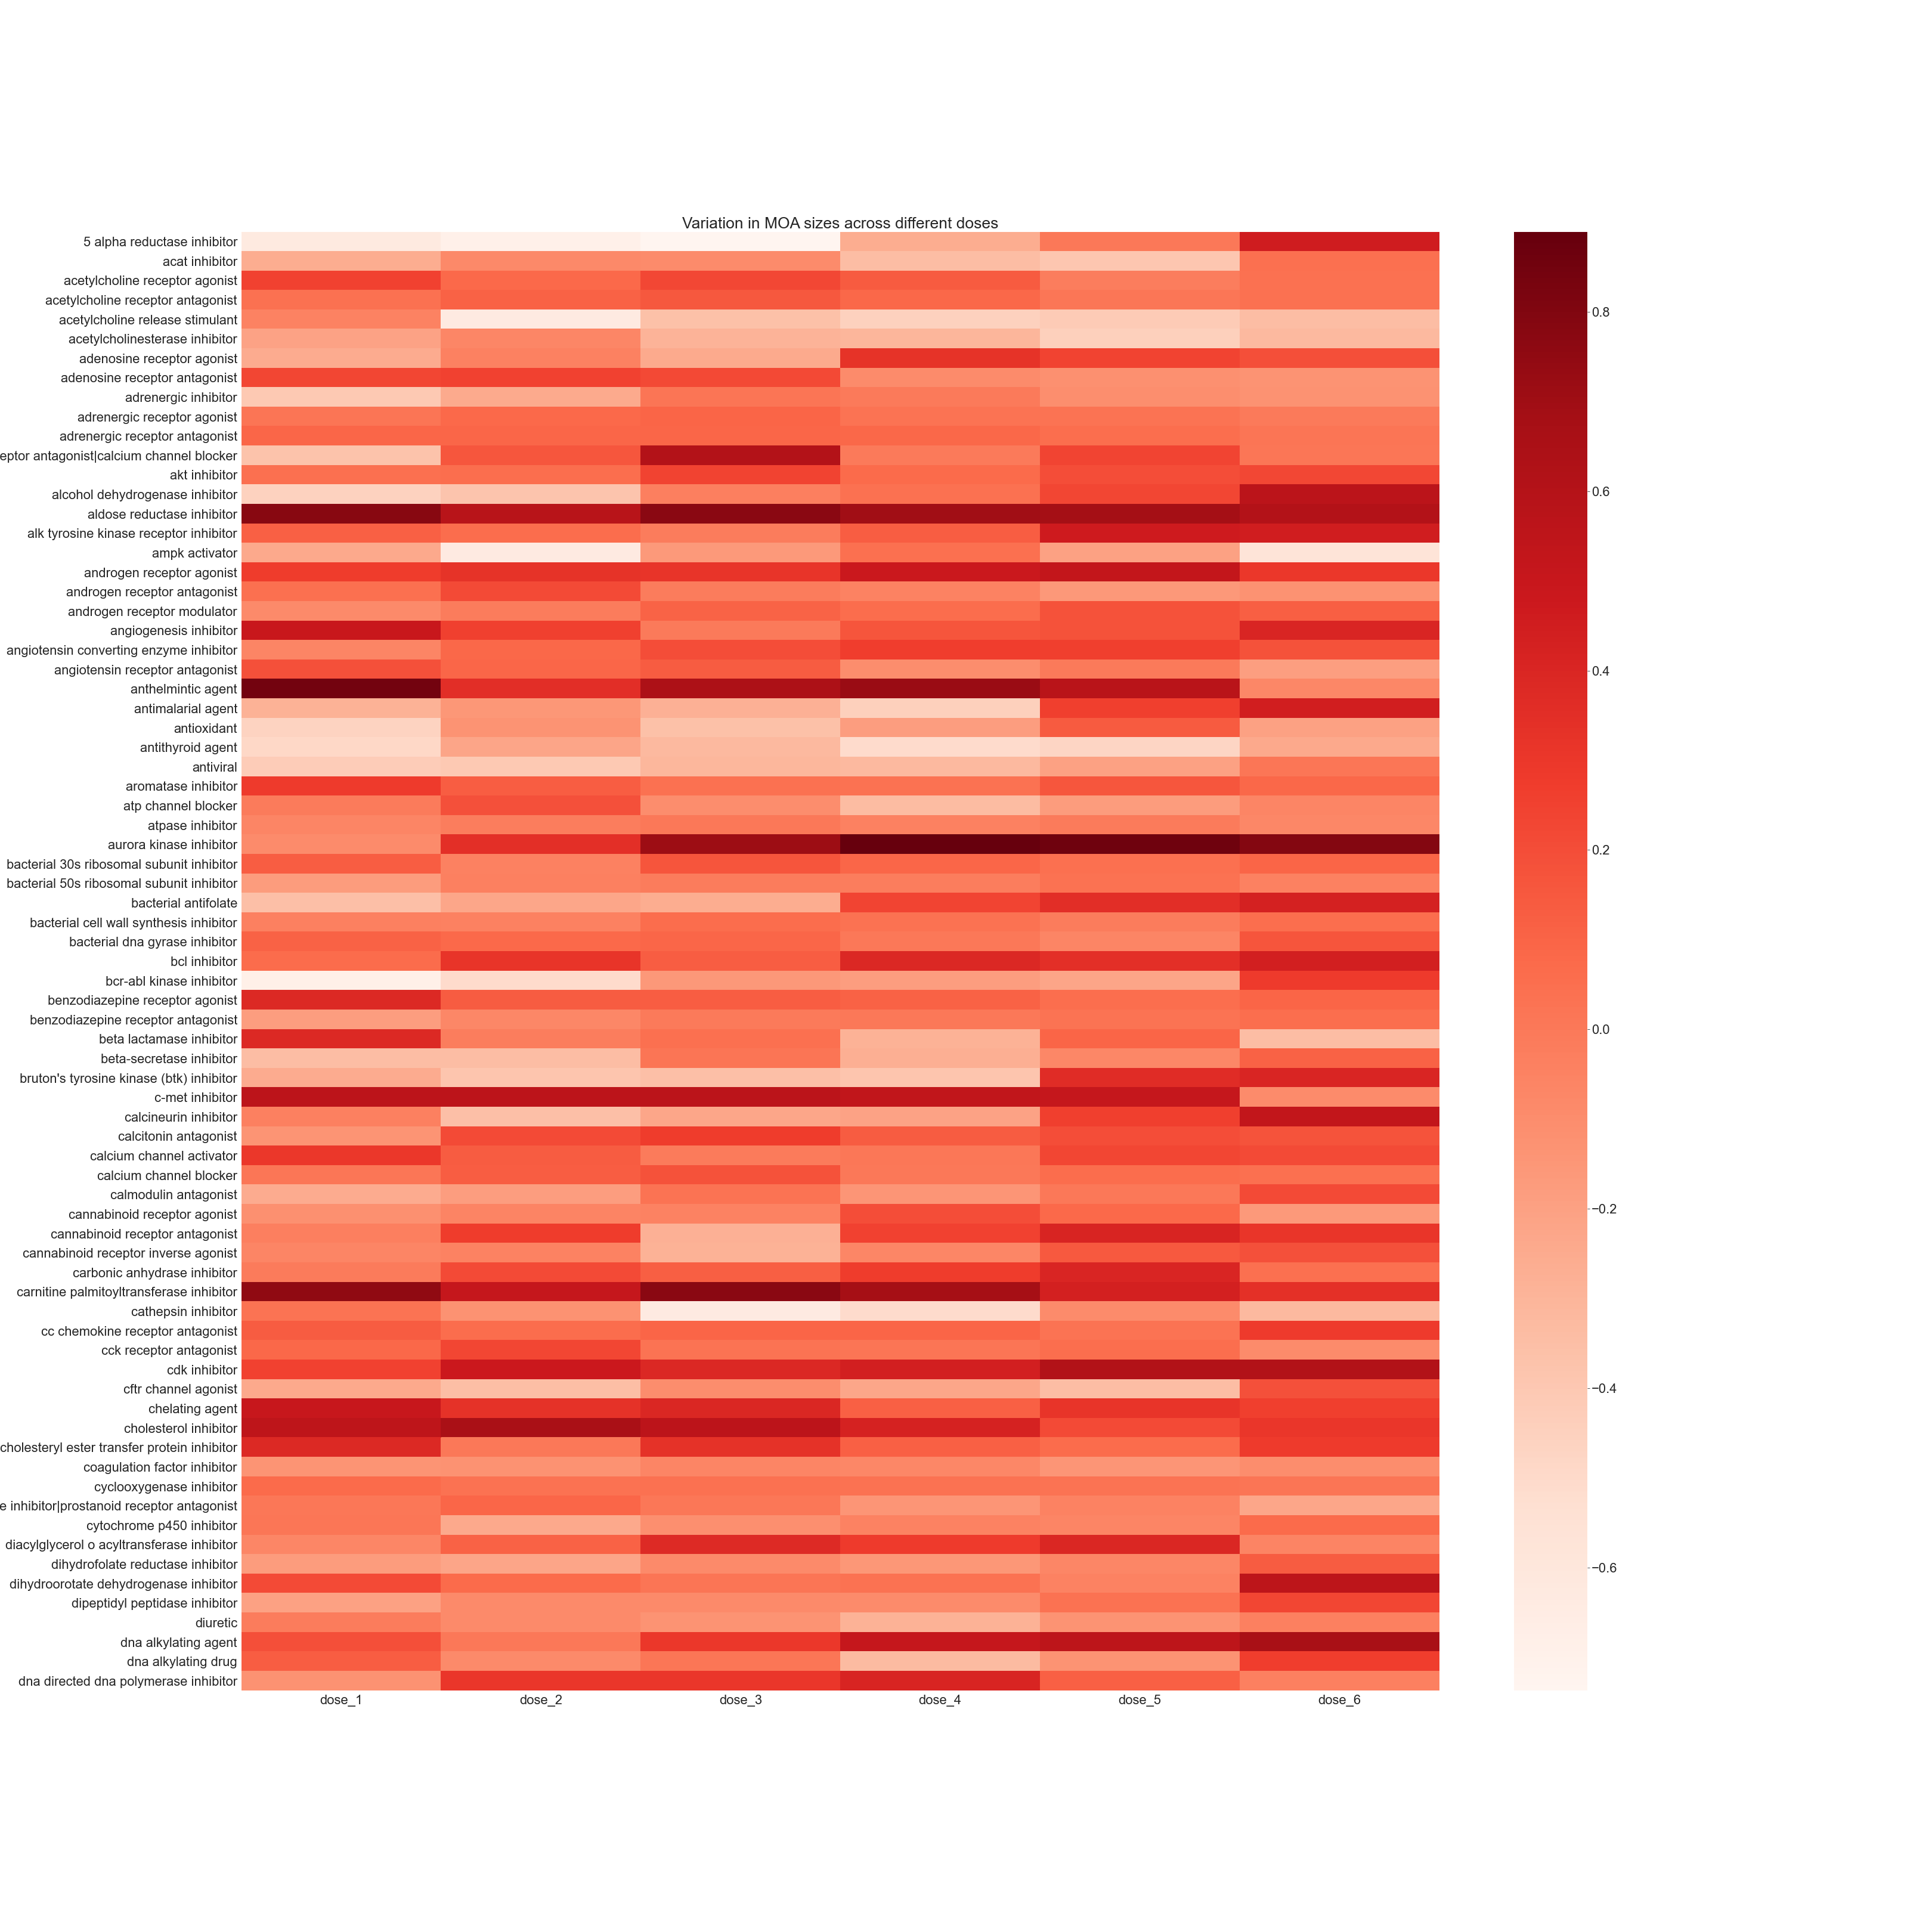 Variation in MOA sizes across different doses
5 alpha reductase inhibitor
acat inhibitor
acetylcholine receptor agonist
acetylcholine receptor antagonist
acetylcholine release stimulant
acetylcholinesterase inhibitor
adenosine receptor agonist
adenosine receptor antagonist
adrenergic inhibitor
adrenergic receptor agonist
adrenergic receptor antagonist
eptor antagonist|calcium channel blocker
akt inhibitor
alcohol dehydrogenase inhibitor
aldose reductase inhibitor
alk tyrosine kinase receptor inhibitor
ampk activator
androgen receptor agonist
androgen receptor antagonist
androgen receptor modulator
angiogenesis inhibitor
angiotensin converting enzyme inhibitor
angiotensin receptor antagonist
anthelmintic agent
antimalarial agent
antioxidant
antithyroid agent
antiviral
aromatase inhibitor
atp channel blocker
atpase inhibitor
aurora kinase inhibitor
bacterial 30s ribosomal subunit inhibitor
bacterial 50s ribosomal subunit inhibitor
bacterial antifolate
bacterial cell wall synthesis inhibitor
bacterial dna gyrase inhibitor
bcl inhibitor
bcr-abl kinase inhibitor
benzodiazepine receptor agonist
benzodiazepine receptor antagonist
beta lactamase inhibitor
beta-secretase inhibitor
bruton's tyrosine kinase (btk) inhibitor
c-met inhibitor
calcineurin inhibitor
calcitonin antagonist
calcium channel activator
calcium channel blocker
calmodulin antagonist
cannabinoid receptor agonist
cannabinoid receptor antagonist
cannabinoid receptor inverse agonist
carbonic anhydrase inhibitor
carnitine palmitoyltransferase inhibitor
cathepsin inhibitor
cc chemokine receptor antagonist
cck receptor antagonist
cdk inhibitor
cftr channel agonist
chelating agent
cholesterol inhibitor
cholesteryl ester transfer protein inhibitor
coagulation factor inhibitor
cyclooxygenase inhibitor
e inhibitor|prostanoid receptor antagonist
cytochrome p450 inhibitor
diacylglycerol o acyltransferase inhibitor
dihydrofolate reductase inhibitor
dihydroorotate dehydrogenase inhibitor
dipeptidyl peptidase inhibitor
diuretic
dna alkylating agent
dna alkylating drug
dna directed dna polymerase inhibitor
dose_1 dose_2 dose_3 dose_4 dose_5 dose_6
0.8
0.6
0.4
0.2
0.0
−0.2
−0.4
−0.6